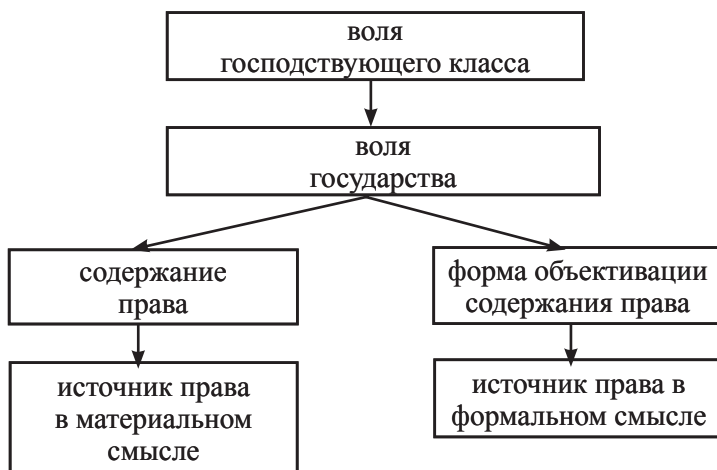 воля
господствующего класса
воля
государства
содержание
права
форма объективации
содержания права
источник права
в материальном
смысле
источник права в
формальном смысле